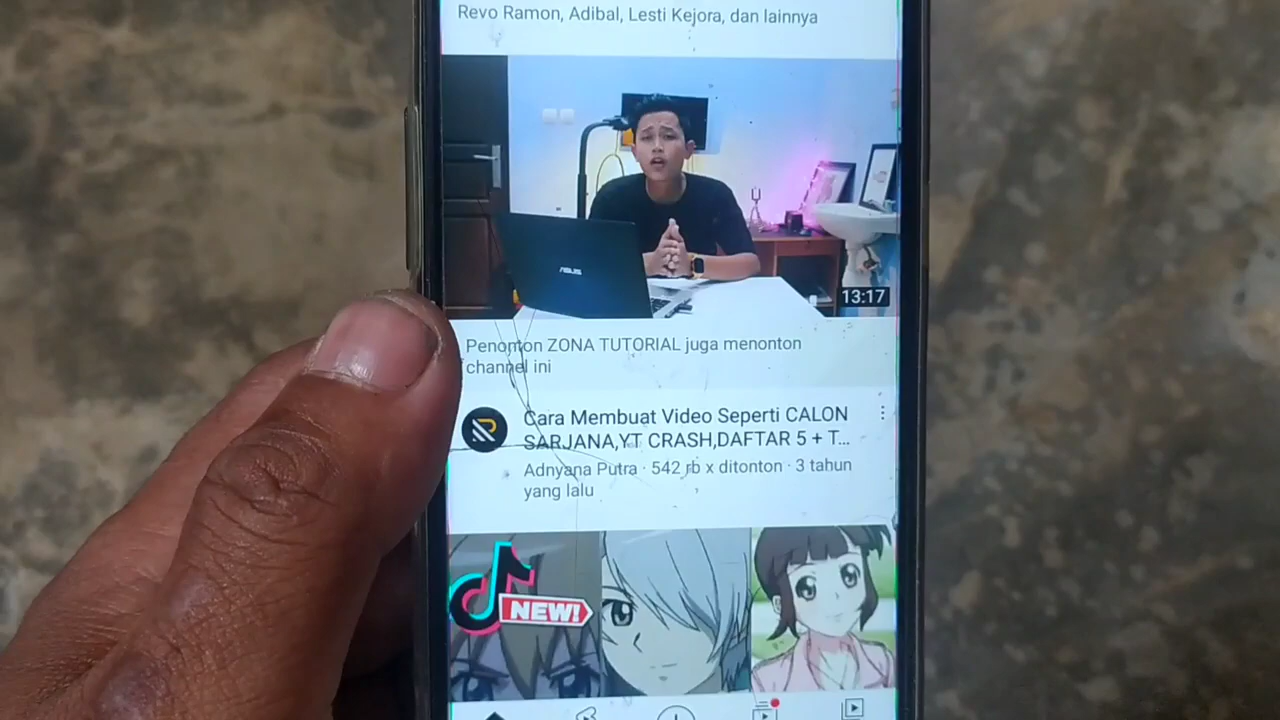 Revo Ramon, Adibal, Lesti Kejora, dan lainnya
ASUS
13:17
Penonton ZONA TUTORIAL juga menonton
channel ini
Cara Membuat Video Seperti CALON
SARJANA,YT CRASH,DAFTAR 5 + T...
Adnyana Putra · 542 rb x ditonton · 3 tahun
yang lalu
NEW!